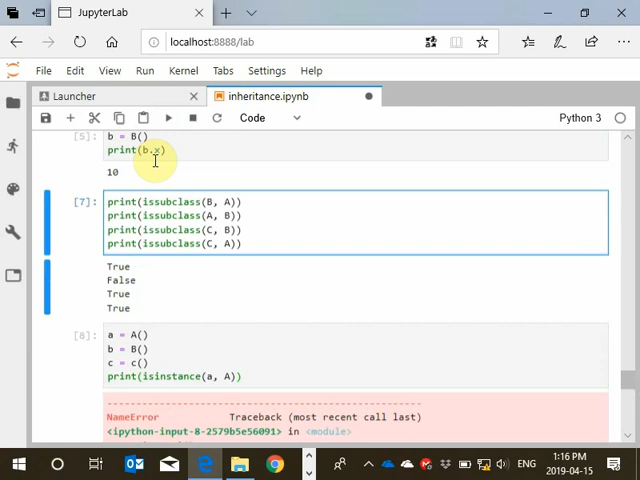 JupyterLab
localhost:8888/lab
File Edit View Run Kernel Tabs Settings Help
Launcher
inheritance.ipynb
Code
Python 3
[5]: b = B()
print(b.x)
10
[7]: print(issubclass(B, A))
print(issubclass(A, B))
print(issubclass(C, B))
print(issubclass(C, A))
True
False
True
True
[8]: a = A()
b = B()
c = c()
print(isinstance(a, A))
---------------------------------------------------------------------------
NameError Traceback (most recent call last)
<ipython-input-8-2579b5e56091> in <module>
ENG
1:16 PM
2019-04-15